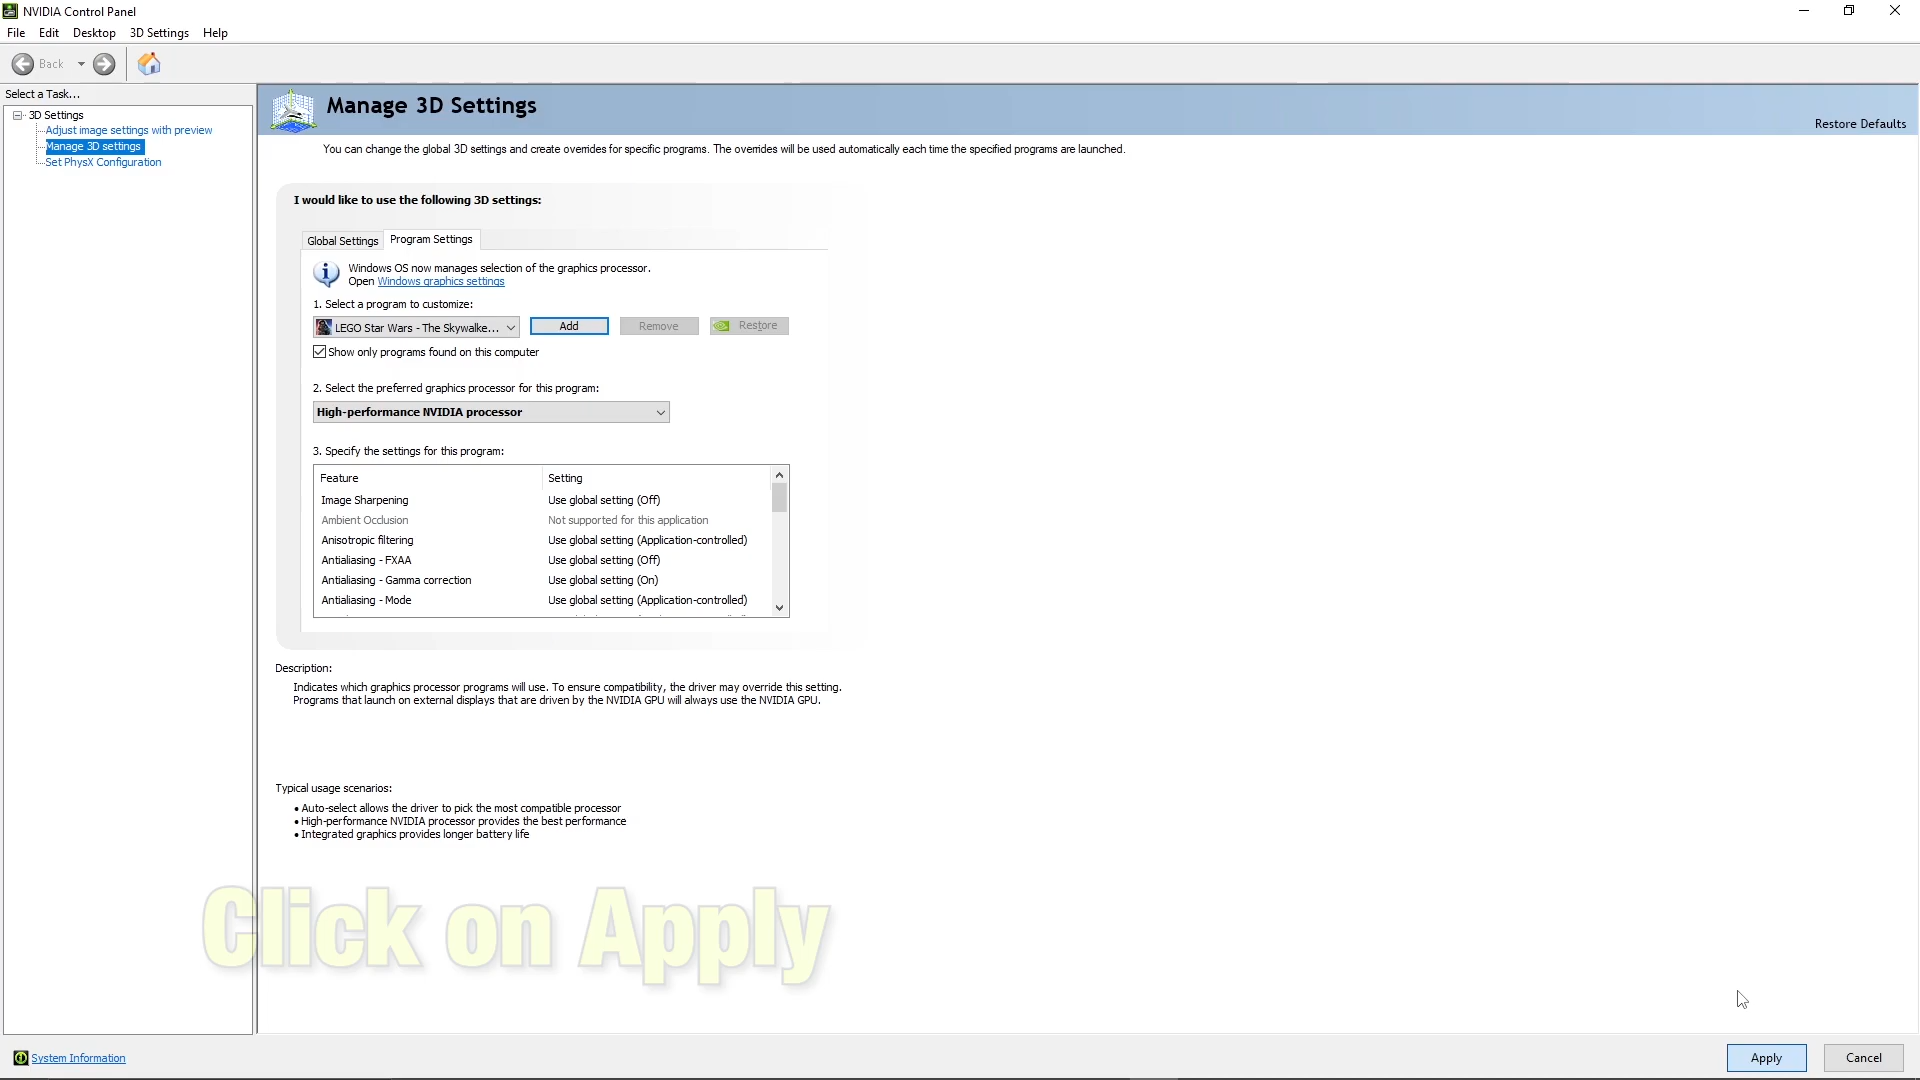 NVIDIA Control Panel
File Edit Desktop 3D Settings Help
Back
Select a Task...
3D Settings
Adjust image settings with preview
Manage 3D settings
Set PhysX Configuration
Manage 3D Settings
Restore Defaults
You can change the global 3D settings and create overrides for specific programs. The overrides will be used automatically each time the specified programs are launched.
I would like to use the following 3D settings:
Global Settings Program Settings
Windows OS now manages selection of the graphics processor.
Open Windows graphics settings
1. Select a program to customize:
LEGO Star Wars - The Skywalke... Add Remove Restore
Show only programs found on this computer
2. Select the preferred graphics processor for this program:
High-performance NVIDIA processor
3. Specify the settings for this program:
Feature Setting
Image Sharpening Use global setting (Off)
Ambient Occlusion Not supported for this application
Anisotropic filtering Use global setting (Application-controlled)
Antialiasing - FXAA Use global setting (Off)
Antialiasing - Gamma correction Use global setting (On)
Antialiasing - Mode Use global setting (Application-controlled)
Description:
Indicates which graphics processor programs will use. To ensure compatibility, the driver may override this setting.
Programs that launch on external displays that are driven by the NVIDIA GPU will always use the NVIDIA GPU.
Typical usage scenarios:
• Auto-select allows the driver to pick the most compatible processor
• High-performance NVIDIA processor provides the best performance
• Integrated graphics provides longer battery life
Click on Apply
System Information
Apply Cancel